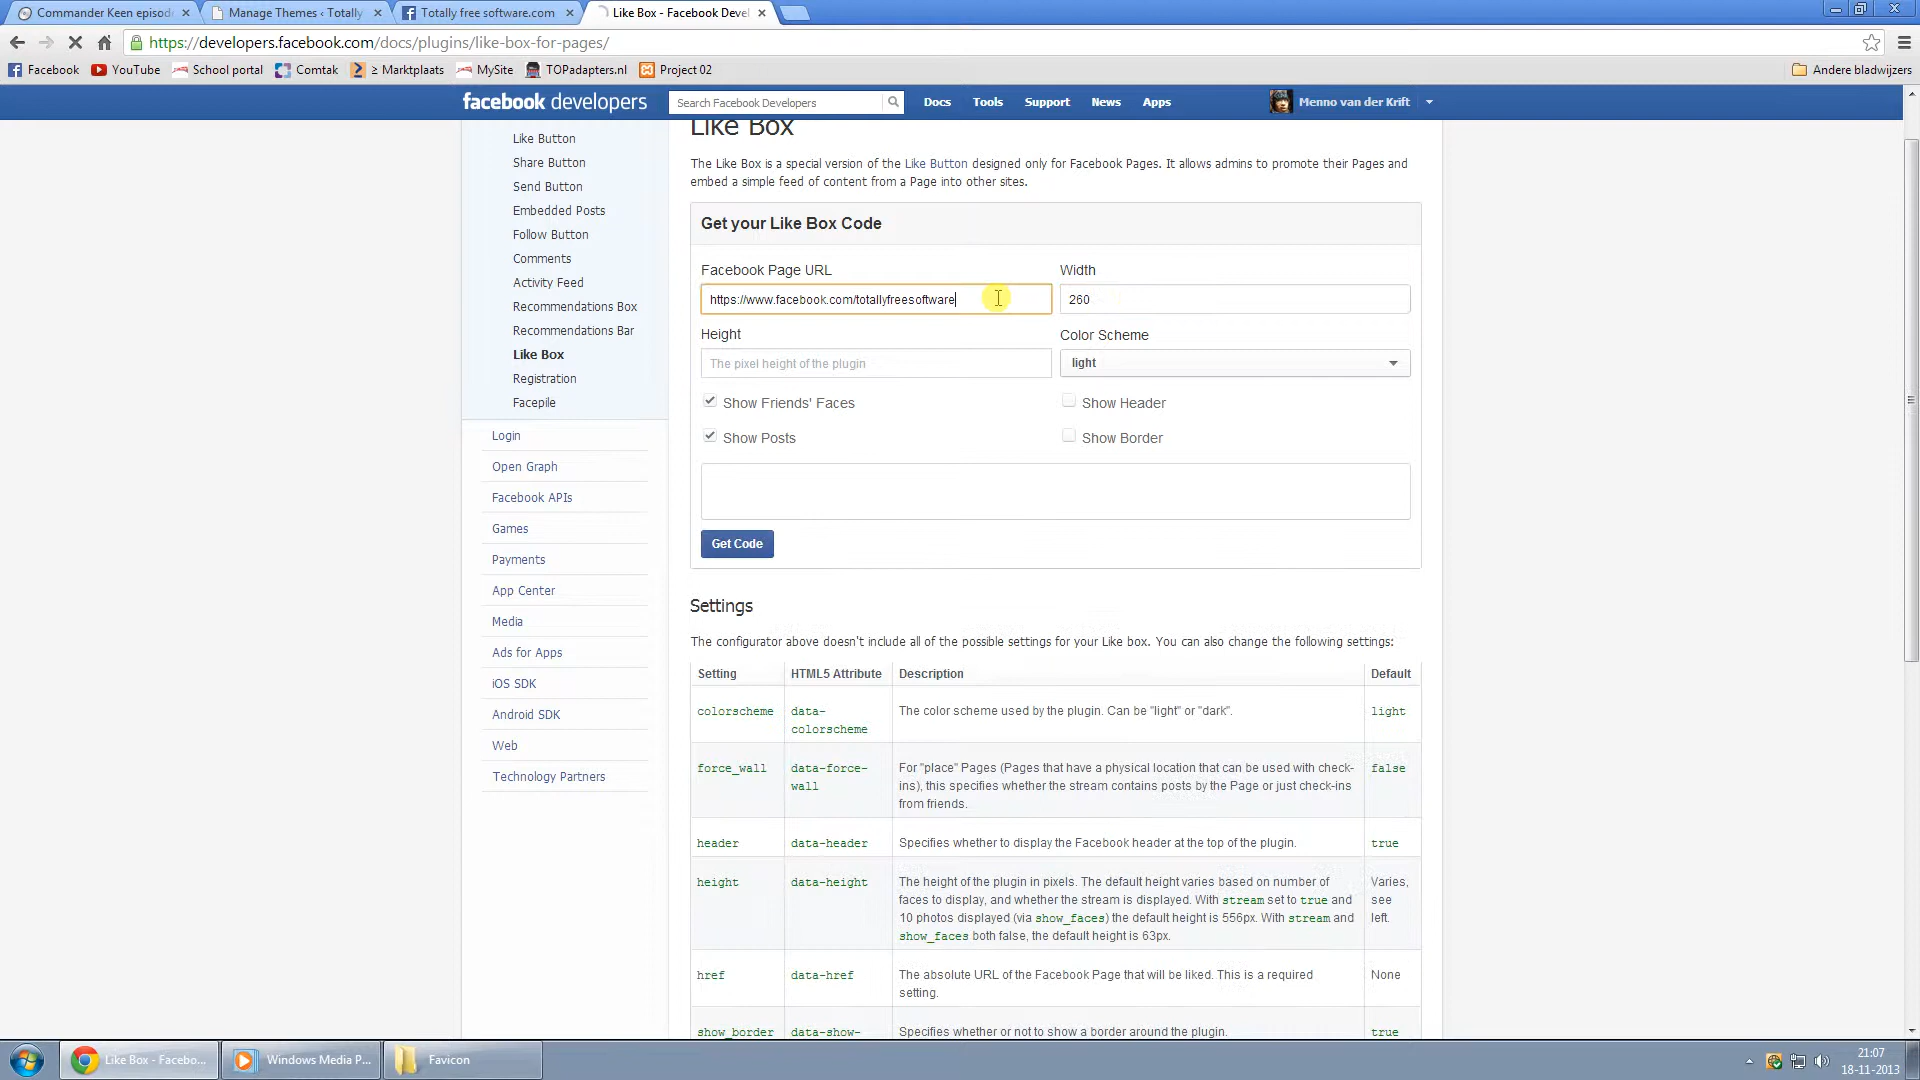 Commander Keen episod
Manage Themes ‹ Totally
Totally free software.com
Like Box - Facebook Deve
https://developers.facebook.com/docs/plugins/like-box-for-pages/
Facebook
YouTube
School portal
Comtak
≥ Marktplaats
MySite
TOPadapters.nl
Project 02
Andere bladwijzers
facebook developers
Search Facebook Developers
Docs
Tools
Support
News
Apps
Menno van der Krift
Like Button
Share Button
Send Button
Embedded Posts
Follow Button
Comments
Activity Feed
Recommendations Box
Recommendations Bar
Like Box
Registration
Facepile
Login
Open Graph
Facebook APIs
Games
Payments
App Center
Media
Ads for Apps
iOS SDK
Android SDK
Web
Technology Partners
Like Box
The Like Box is a special version of the Like Button designed only for Facebook Pages. It allows admins to promote their Pages and
embed a simple feed of content from a Page into other sites.
Get your Like Box Code
Facebook Page URL
Width
https://www.facebook.com/totallyfreesoftware
260
Height
Color Scheme
The pixel height of the plugin
light
Show Friends' Faces
Show Header
Show Posts
Show Border
Get Code
Settings
The configurator above doesn't include all of the possible settings for your Like box. You can also change the following settings:
Setting
HTML5 Attribute
Description
Default
colorscheme
data-
colorscheme
The color scheme used by the plugin. Can be "light" or "dark".
light
force_wall
data-force-
wall
For "place" Pages (Pages that have a physical location that can be used with check-
ins), this specifies whether the stream contains posts by the Page or just check-ins
from friends.
false
header
data-header
Specifies whether to display the Facebook header at the top of the plugin.
true
height
data-height
The height of the plugin in pixels. The default height varies based on number of
faces to display, and whether the stream is displayed. With stream set to true and
10 photos displayed (via show_faces) the default height is 556px. With stream and
show_faces both false, the default height is 63px.
Varies,
see
left.
href
data-href
The absolute URL of the Facebook Page that will be liked. This is a required
setting.
None
show_border
data-show-
Specifies whether or not to show a border around the plugin.
true
Like Box - Facebo...
Windows Media P...
Favicon
21:07
18-11-2013